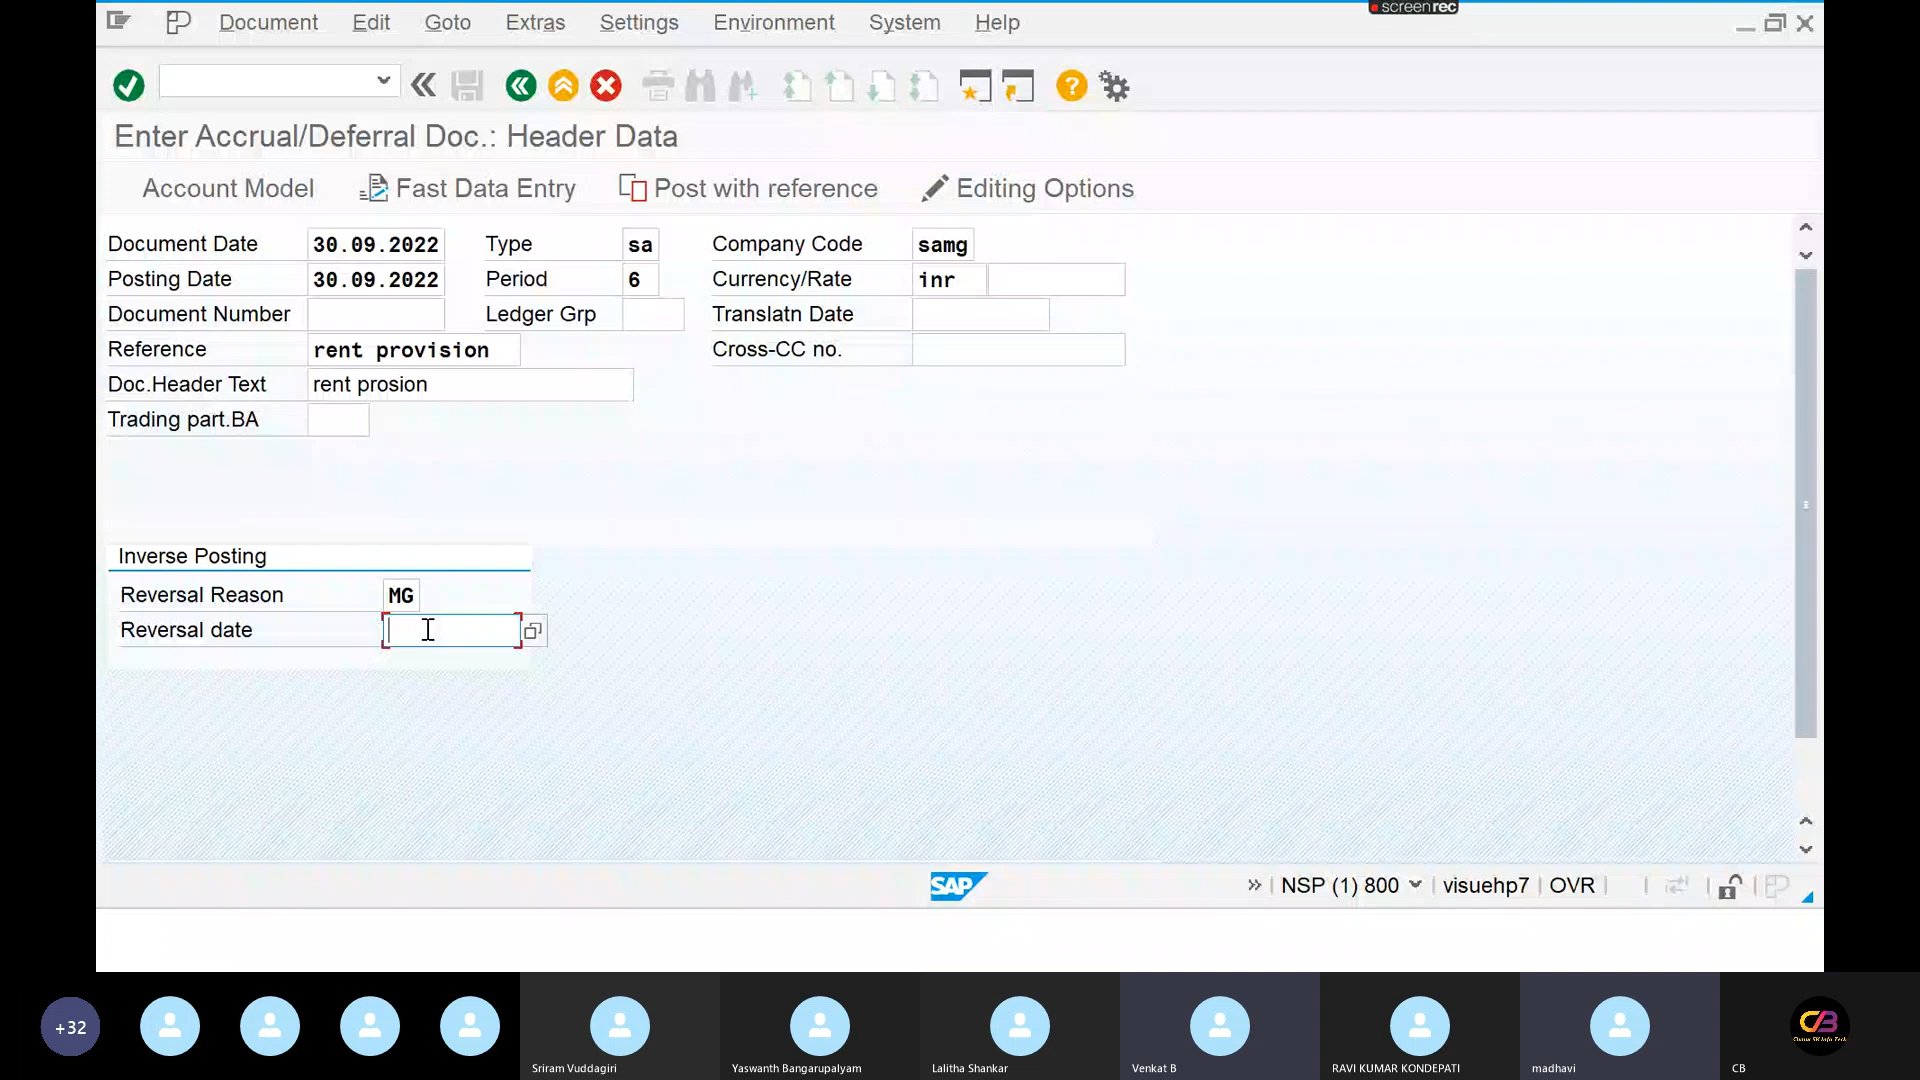 screenrec
Document Edit Goto Extras Settings Environment System Help
Enter Accrual/Deferral Doc.: Header Data
Account Model Fast Data Entry Post with reference Editing Options
Document Date 30.09.2022 Type sa Company Code samg
Posting Date 30.09.2022 Period 6 Currency/Rate inr
Document Number Ledger Grp Translatn Date
Reference rent provision Cross-CC no.
Doc.Header Text rent prosion
Trading part.BA
Inverse Posting
Reversal Reason MG
Reversal date
SAP NSP (1) 800 visuehp7 OVR
+32
Sriram Vuddagiri Yaswanth Bangarupalyam Lalitha Shankar Venkat B RAVI KUMAR KONDEPATI madhavi CB